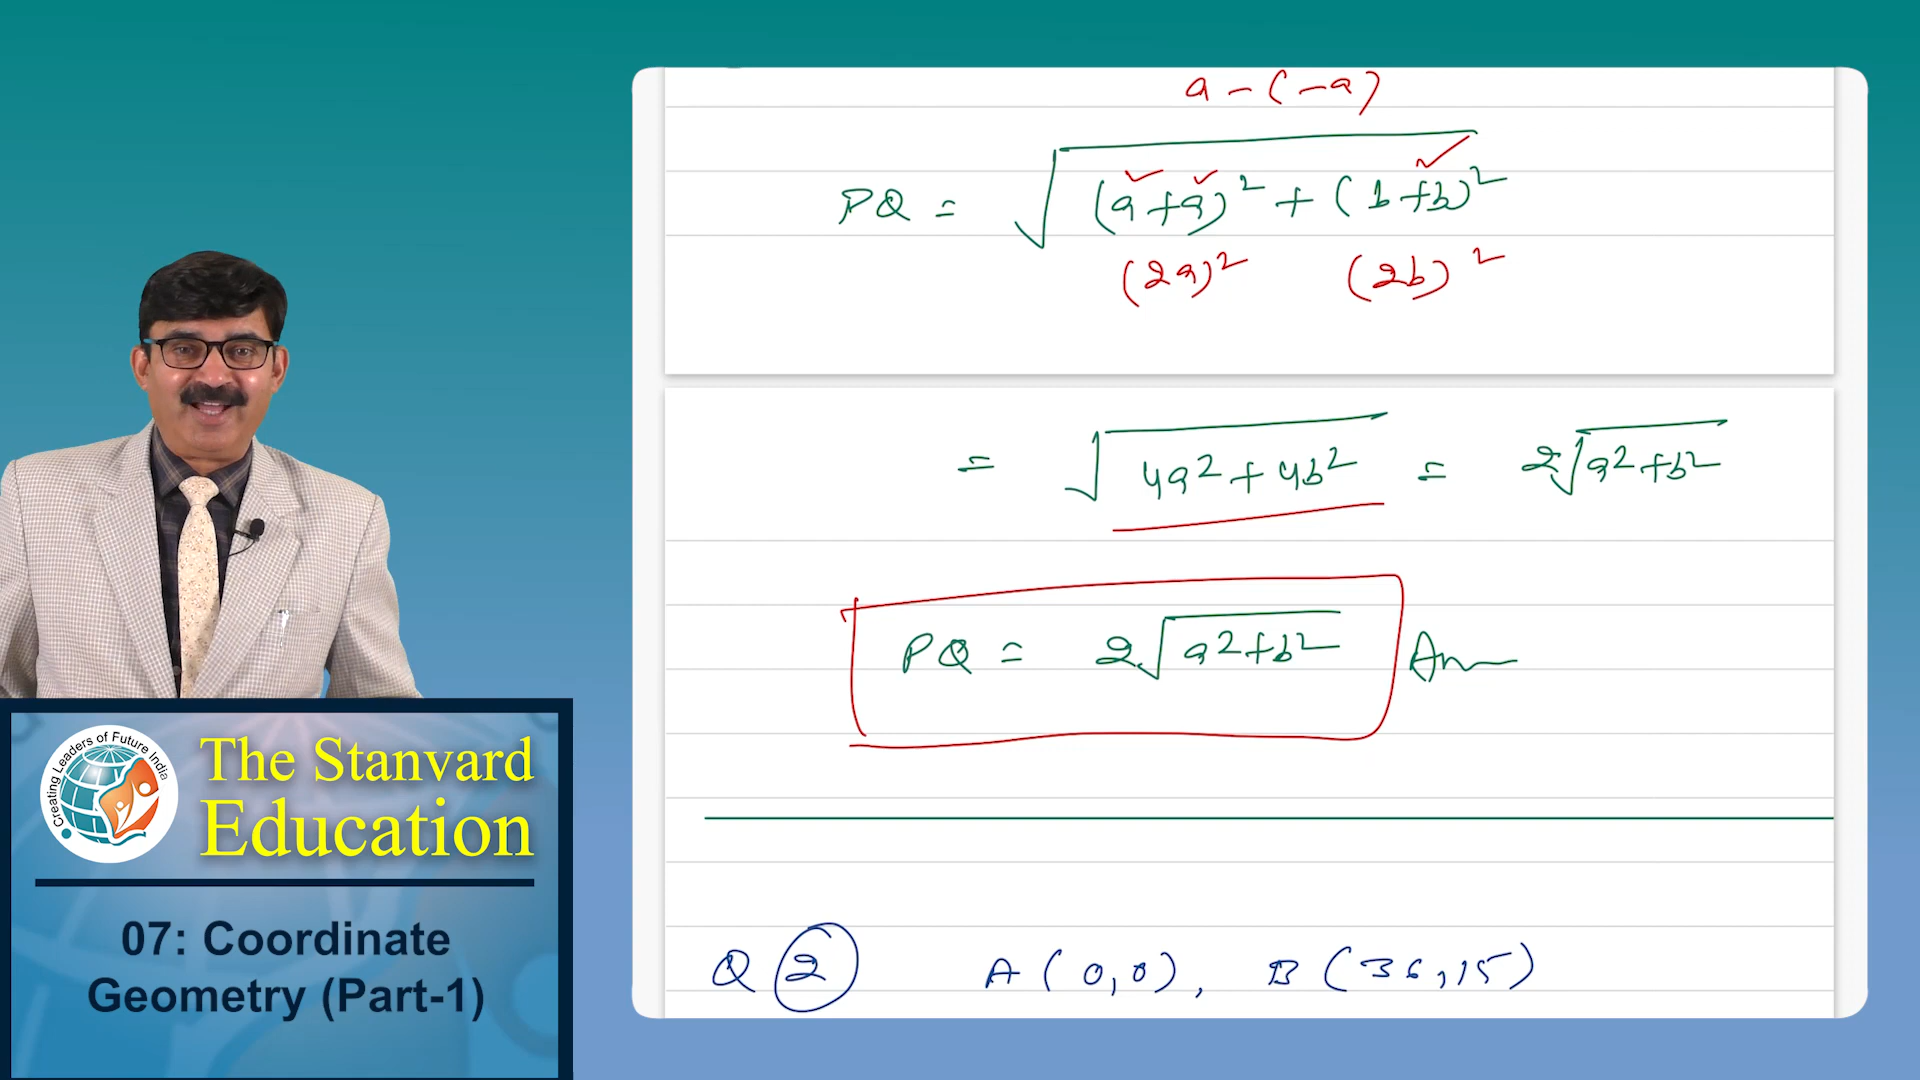 a - (-a)
PQ = √(a+a)² + (b+b)²
(2a)² (2b)²
= √4a² + 4b² = 2√a²+b²
PQ = 2√a²+b² Ans
Q 2 A (0,0), B (36,15)
Creating Leaders of Future India
The Stanvard
Education
07: Coordinate
Geometry (Part-1)